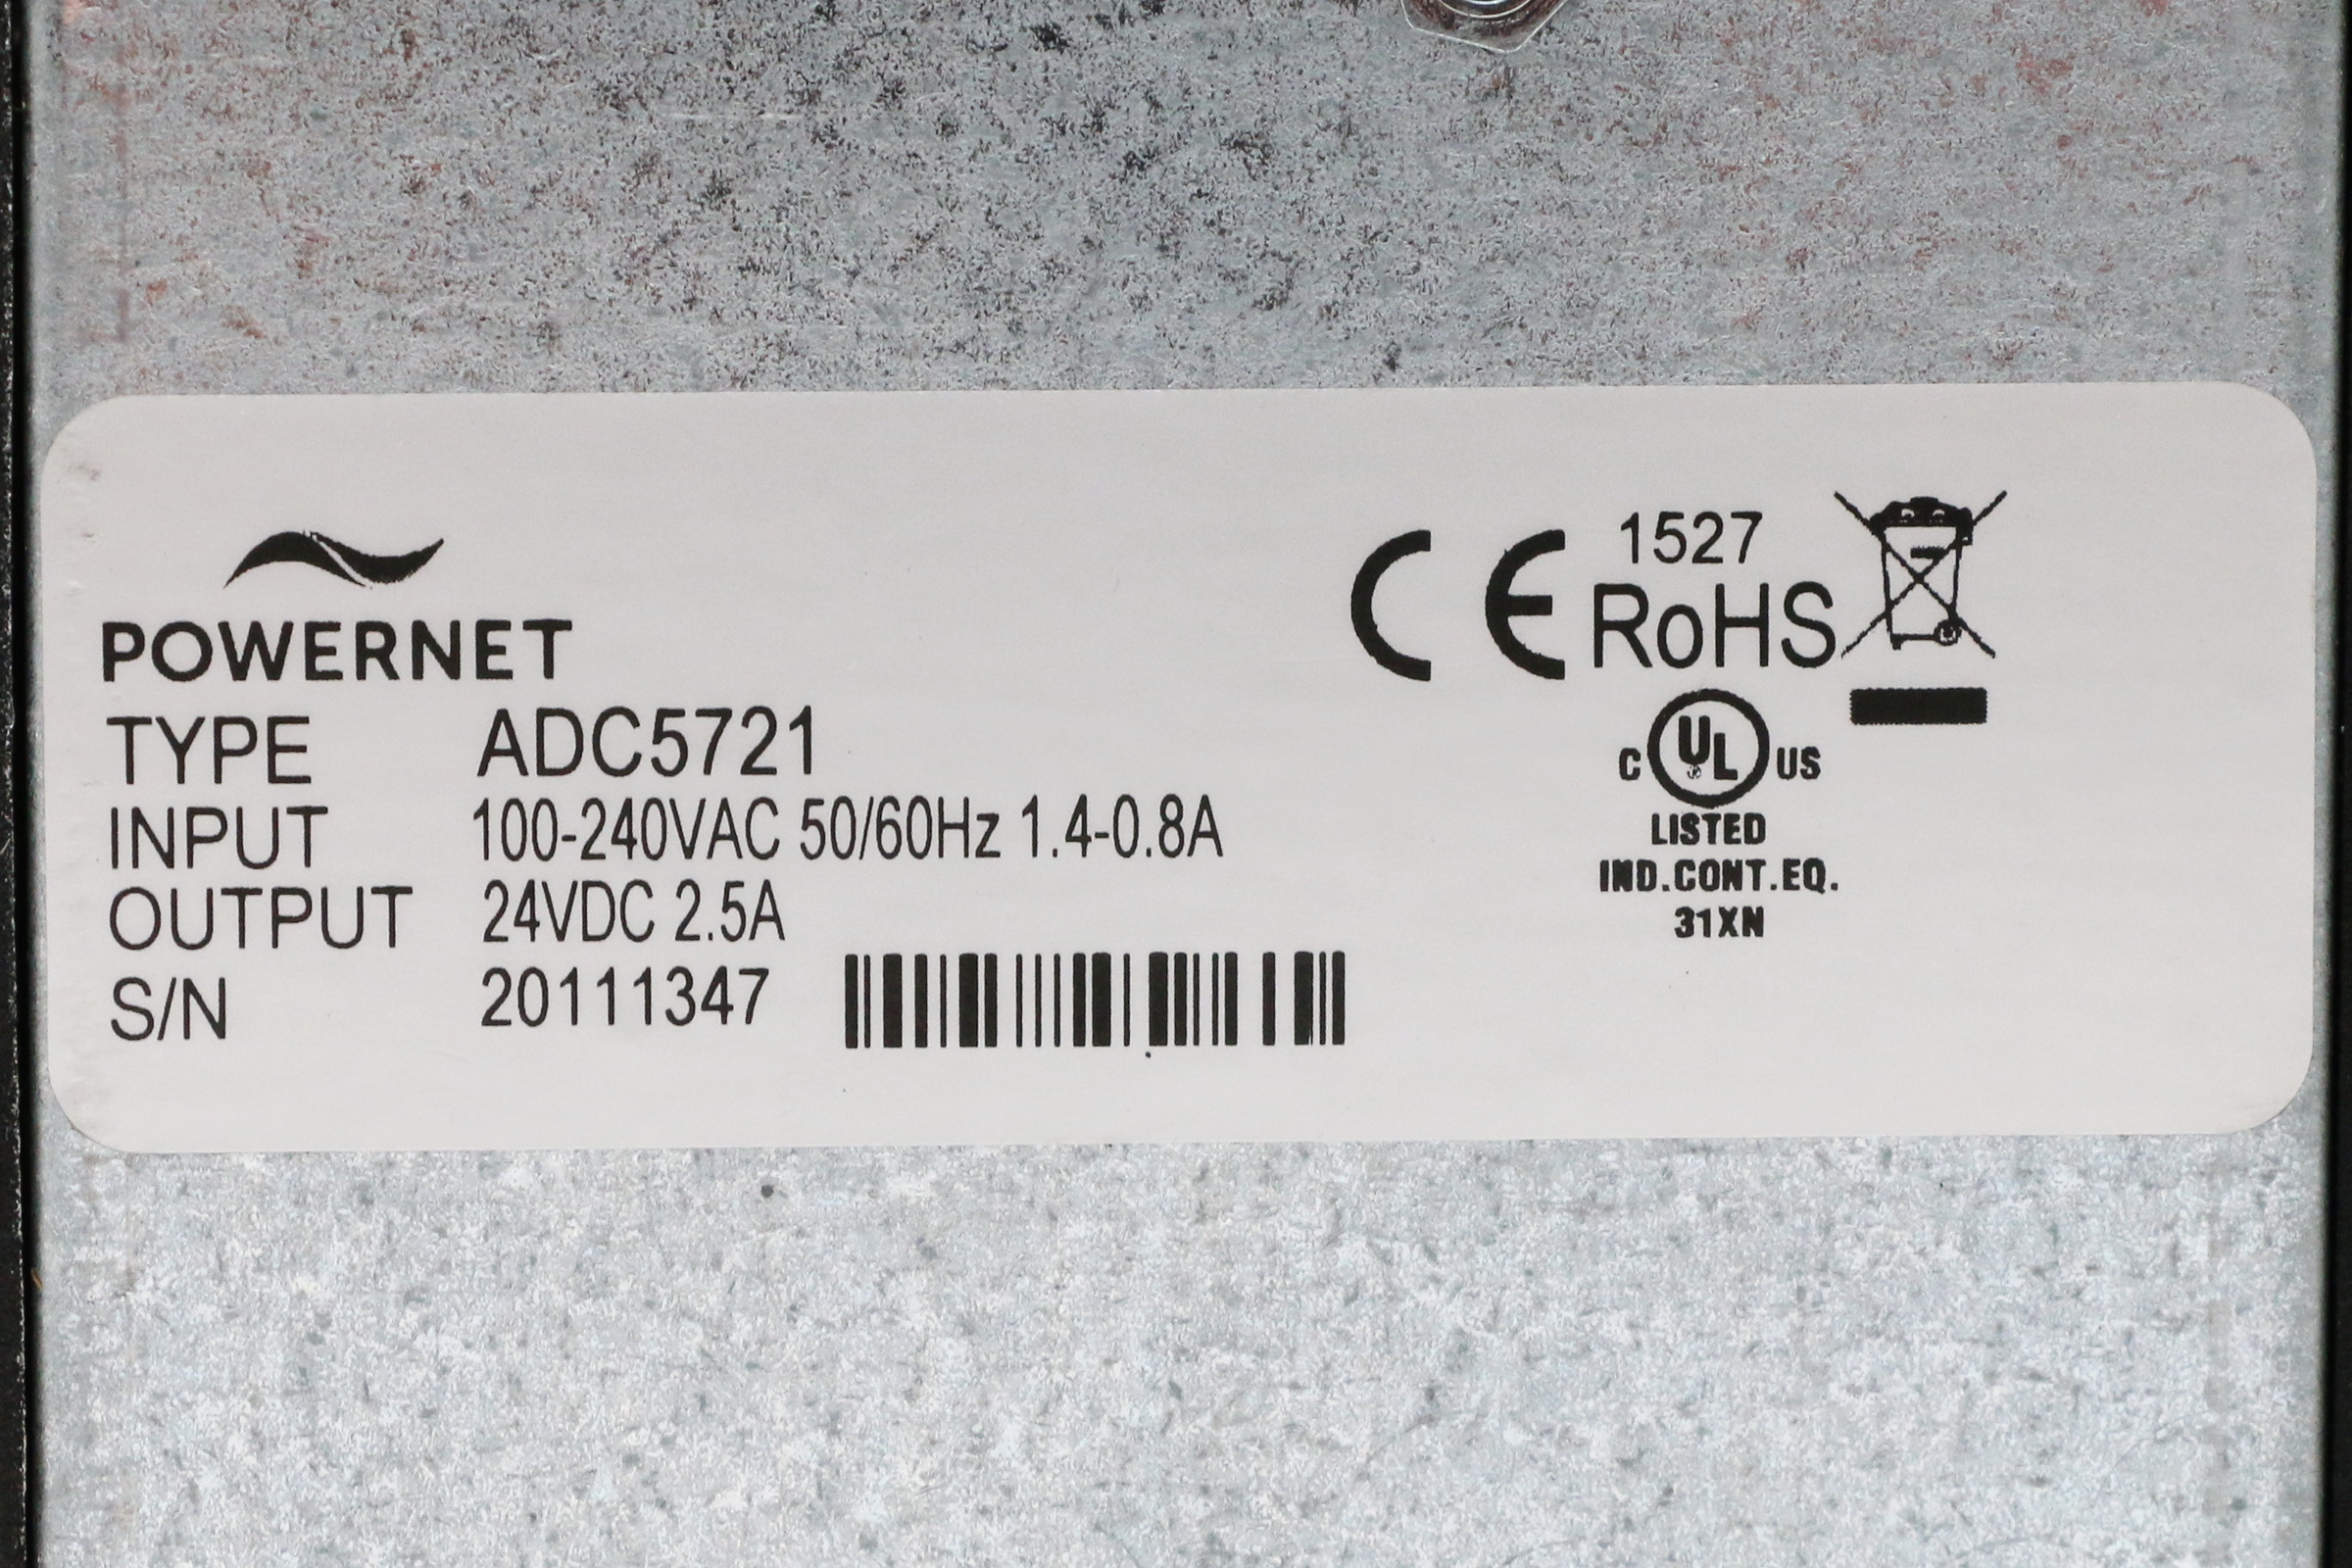 POWERNET
TYPE ADC5721
INPUT 100-240VAC 50/60Hz 1.4-0.8A
OUTPUT 24VDC 2.5A
S/N 20111347
CE
1527
RoHS
C UL US
LISTED
IND.CONT.EQ.
31XN